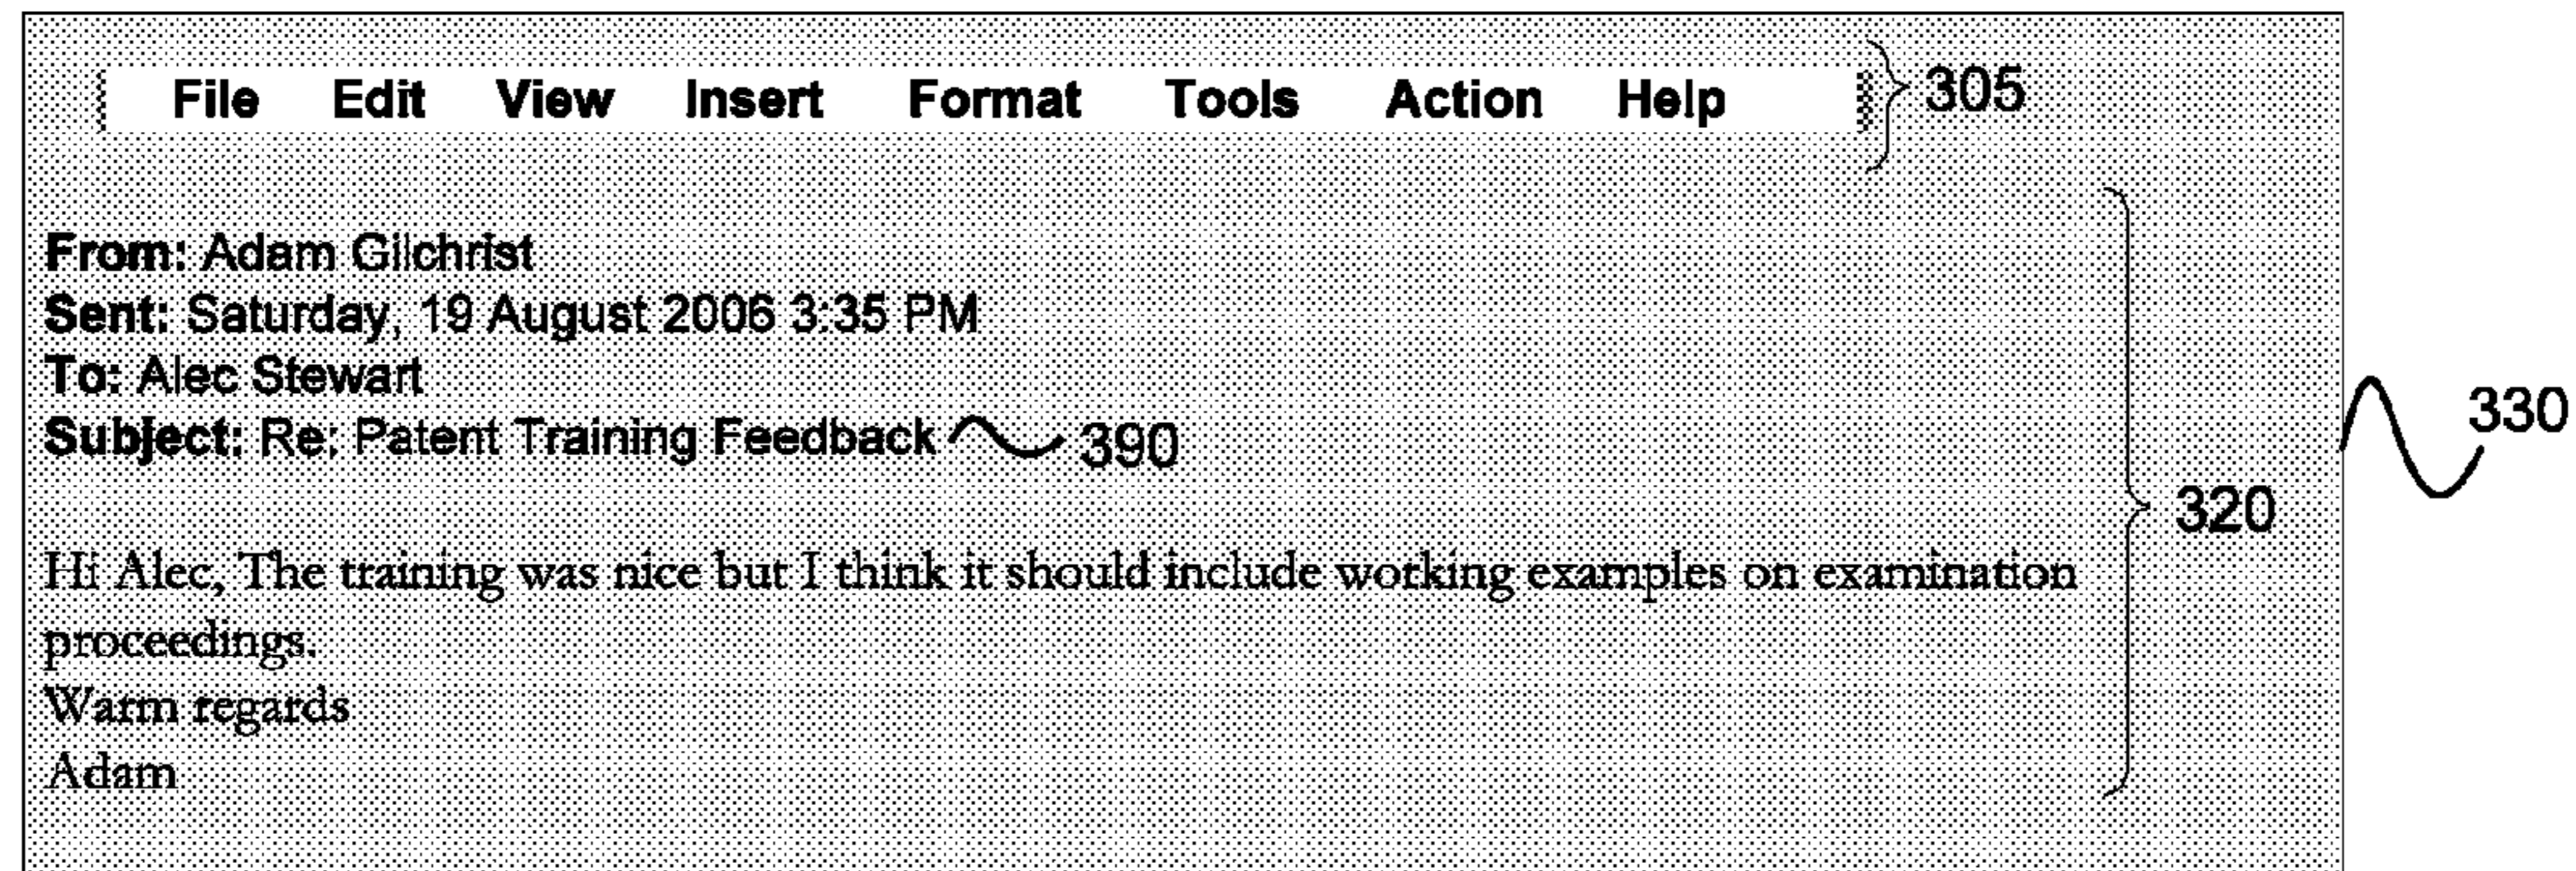 File Edit View Insert Format Tools Action Help 305
From: Adam Gilchrist
Sent: Saturday, 19 August 2006 3:35 PM
To: Alec Stewart
Subject: Re: Patent Training Feedback 390
330
320
Hi Alec, The training was nice but I think it should include working examples on examination
proceedings.
Warm regards
Adam